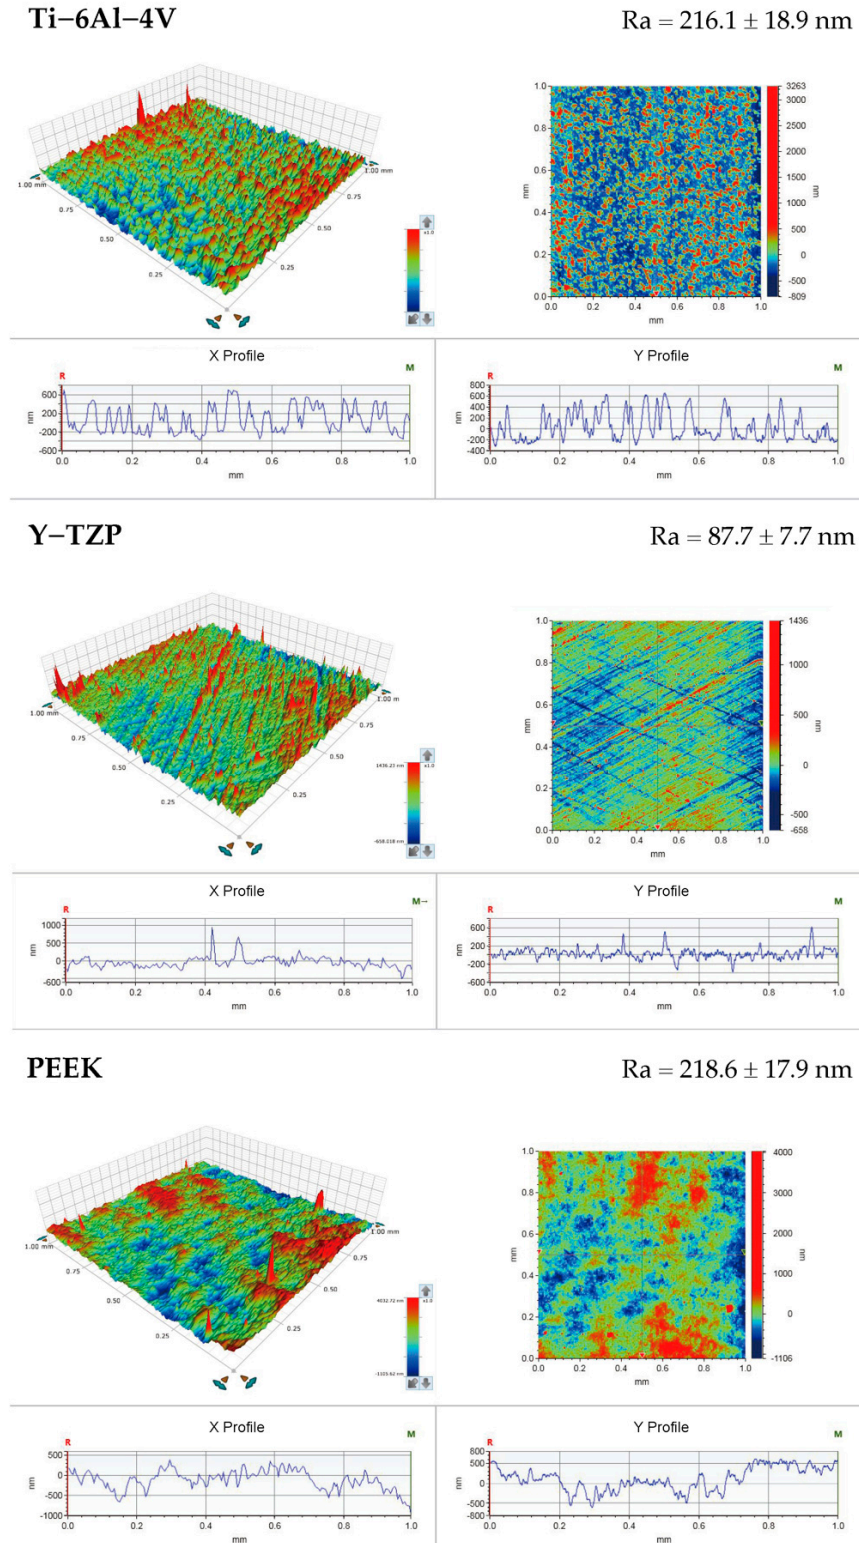 Ti–6Al–4V
Ra = 216.1 ± 18.9 nm
1.00 mm
0.75
0.50
0.25
0.25
0.50
0.75
1.00 mm
x1.0
1.0
0.8
0.6
0.4
0.2
0.0
mm
0.0 0.2 0.4 0.6 0.8 1.0
mm
3263
3000
2500
2000
1500
1000
500
0
-500
-809
nm
X Profile
R
M
600
200
-200
-600
nm
0.0 0.2 0.4 0.6 0.8 1.0
mm
Y Profile
R
M
800
600
400
200
0
-200
-400
nm
0.0 0.2 0.4 0.6 0.8 1.0
mm
Y–TZP
Ra = 87.7 ± 7.7 nm
1.00 mm
0.75
0.50
0.25
0.25
0.50
0.75
1.00 m
1436.23 nm
x1.0
-658.018 nm
1.0
0.8
0.6
0.4
0.2
0.0
mm
0.0 0.2 0.4 0.6 0.8 1.0
mm
1436
1000
500
0
-500
-658
nm
X Profile
R
M→
1000
500
0
-600
nm
0.0 0.2 0.4 0.6 0.8 1.0
mm
Y Profile
R
M
600
200
-200
-600
nm
0.0 0.2 0.4 0.6 0.8 1.0
mm
PEEK
Ra = 218.6 ± 17.9 nm
1.00 mm
0.75
0.50
0.25
0.25
0.50
0.75
1.00 mm
4032.72 nm
x1.0
-1105.62 nm
1.0
0.8
0.6
0.4
0.2
0.0
mm
0.0 0.2 0.4 0.6 0.8 1.0
mm
4000
3000
2000
1000
0
-1106
nm
X Profile
R
M
500
0
-500
-1000
nm
0.0 0.2 0.4 0.6 0.8 1.0
mm
Y Profile
R
M
800
500
0
-500
-800
nm
0.0 0.2 0.4 0.6 0.8 1.0
mm